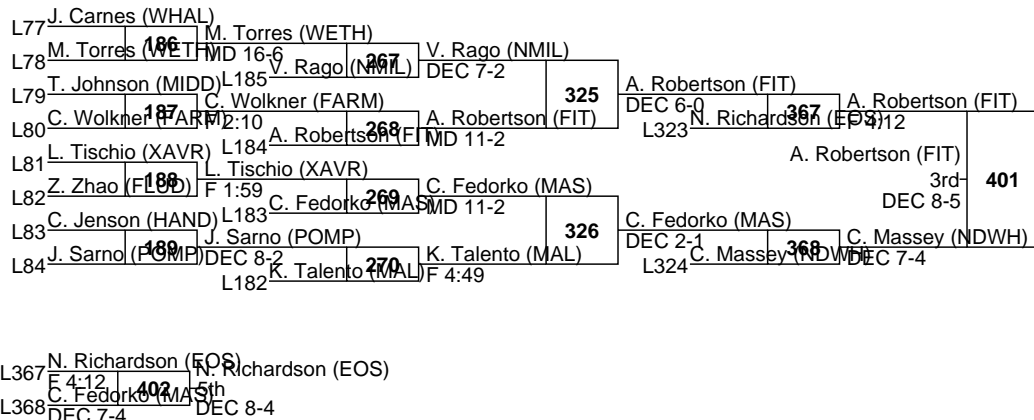 L77 J. Carnes (WHAL)
186
L78 M. Torres (WETH)
M. Torres (WETH)
MD 16-6
267
L185 V. Rago (NMIL)
V. Rago (NMIL)
DEC 7-2
L79 T. Johnson (MIDD)
187
L80 C. Wolkner (FARM)
C. Wolkner (FARM)
F 2:10
268
L184 A. Robertson (FIT)
A. Robertson (FIT)
MD 11-2
325
A. Robertson (FIT)
DEC 6-0
367
L323 N. Richardson (EOS)
A. Robertson (FIT)
F 4:12
L81 L. Tischio (XAVR)
188
L82 Z. Zhao (FLUD)
L. Tischio (XAVR)
F 1:59
269
L183 C. Fedorko (MAS)
C. Fedorko (MAS)
MD 11-2
L83 C. Jenson (HAND)
189
L84 J. Sarno (POMP)
J. Sarno (POMP)
DEC 8-2
270
L182 K. Talento (MAL)
K. Talento (MAL)
F 4:49
326
C. Fedorko (MAS)
DEC 2-1
368
L324 C. Massey (NDWH)
C. Massey (NDWH)
DEC 7-4
A. Robertson (FIT)
3rd
DEC 8-5
401
L367 N. Richardson (EOS)
F 4:12
402
L368 C. Fedorko (MAS)
DEC 7-4
N. Richardson (EOS)
5th
DEC 8-4